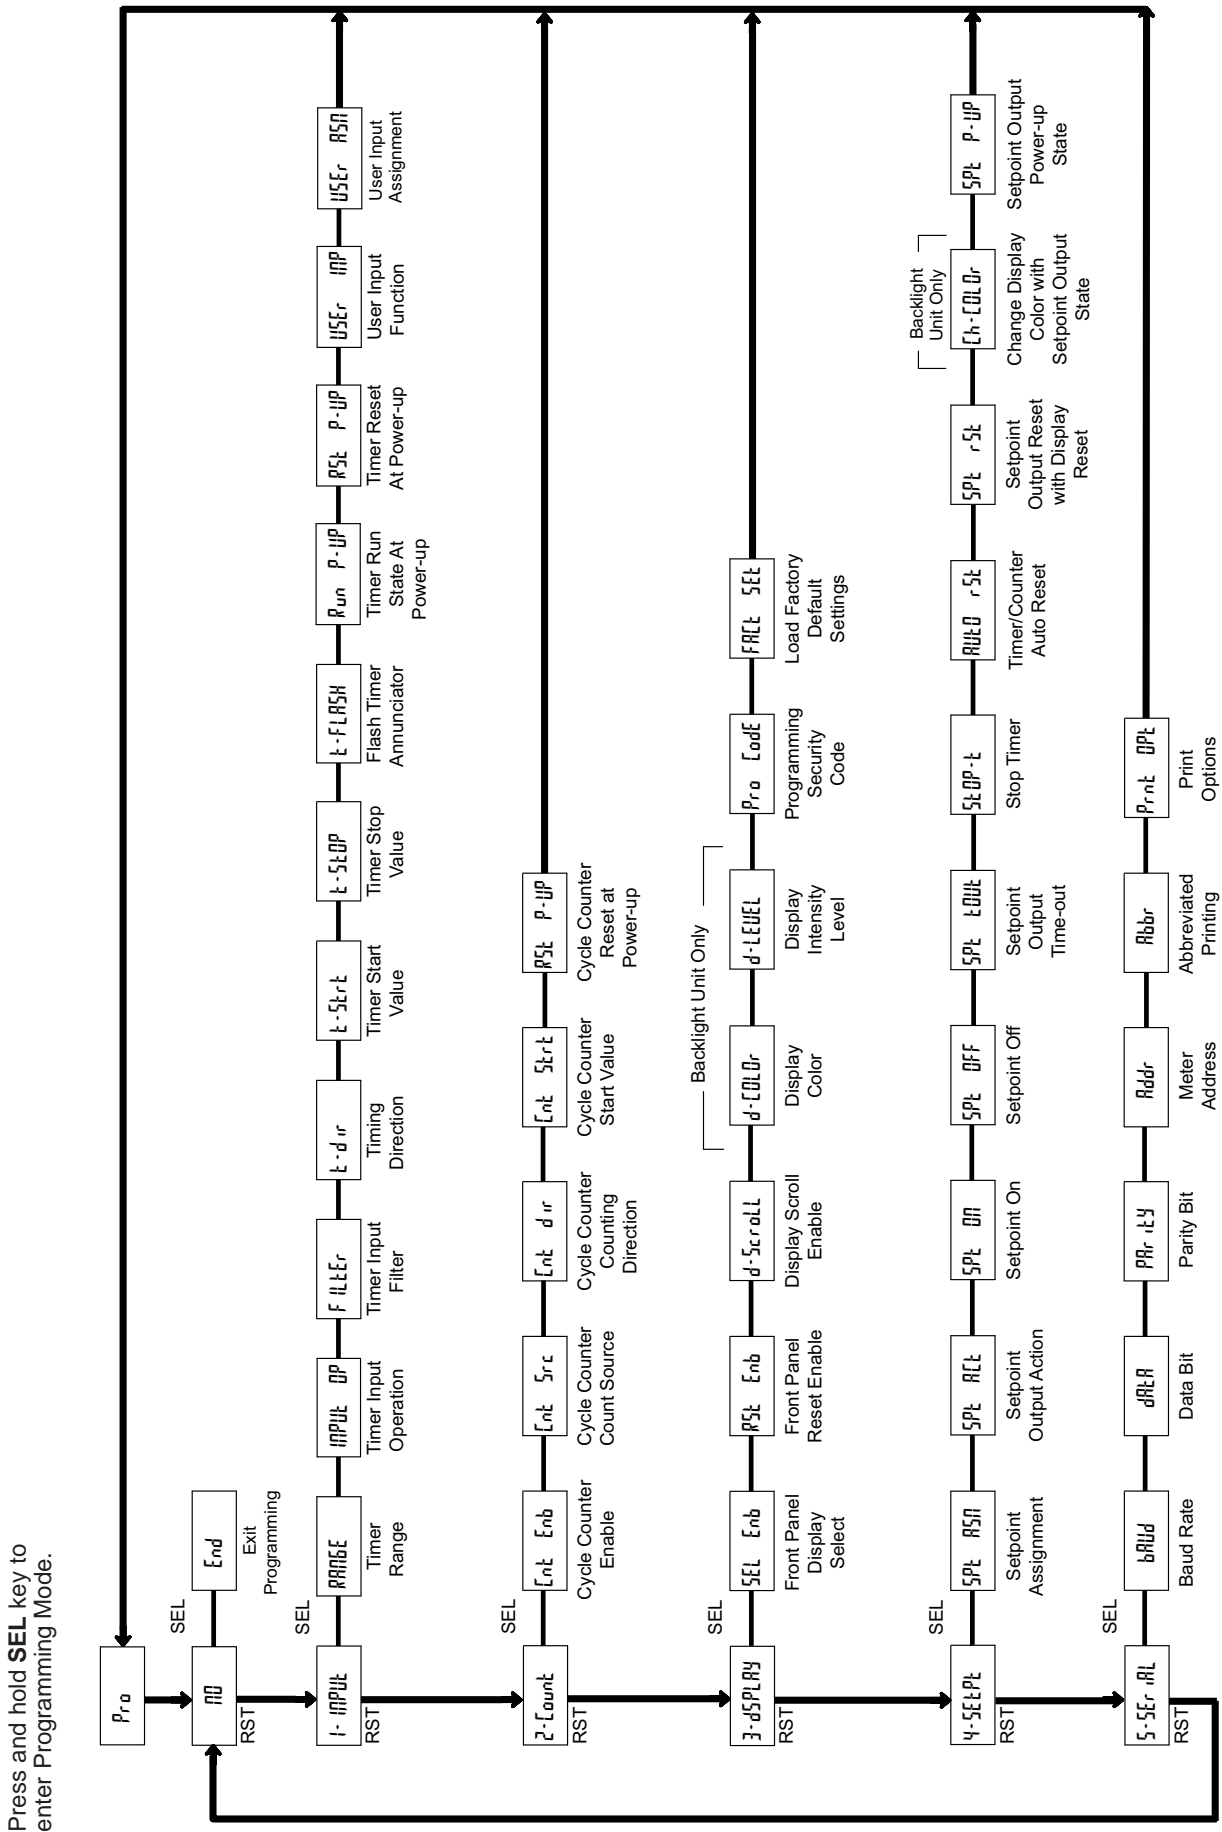 Press and hold SEL key to
enter Programming Mode.
Pro
NO
RST
SEL
End
Exit
Programming
1-INPUt
RST
SEL
RANGE
Timer
Range
INPUt OP
Timer Input
Operation
FILtEr
Timer Input
Filter
t-dir
Timing
Direction
t-Strt
Timer Start
Value
t-StOP
Timer Stop
Value
t-FLASH
Flash Timer
Annunciator
Run P-UP
Timer Run
State At
Power-up
RSt P-UP
Timer Reset
At Power-up
USEr INP
User Input
Function
USEr ASN
User Input
Assignment
2-Count
RST
SEL
Cnt Enb
Cycle Counter
Enable
Cnt Src
Cycle Counter
Count Source
Cnt dir
Cycle Counter
Counting
Direction
Cnt Strt
Cycle Counter
Start Value
RSt P-UP
Cycle Counter
Reset at
Power-up
3-dSPLAY
RST
SEL
SEL Enb
Front Panel
Display
Select
RSt Enb
Front Panel
Reset Enable
d-ScroLL
Display Scroll
Enable
Backlight Unit Only
d-COLOr
Display
Color
d-LEVEL
Display
Intensity
Level
Pro CodE
Programming
Security
Code
FACt SEt
Load Factory
Default
Settings
4-SEtPt
RST
SEL
SPt ASN
Setpoint
Assignment
SPt ACt
Setpoint
Output Action
SPt ON
Setpoint On
SPt OFF
Setpoint Off
SPt tOUt
Setpoint
Output
Time-out
StOP-t
Stop Timer
AUtO rSt
Timer/Counter
Auto Reset
SPt rSt
Setpoint
Output Reset
with Display
Reset
Backlight
Unit Only
Ch-COLOr
Change Display
Color with
Setpoint Output
State
SPt P-UP
Setpoint Output
Power-up
State
5-SErIAL
RST
SEL
bAUd
Baud Rate
dAtA
Data Bit
PArity
Parity Bit
Addr
Meter
Address
Abbr
Abbreviated
Printing
Prnt OPt
Print
Options